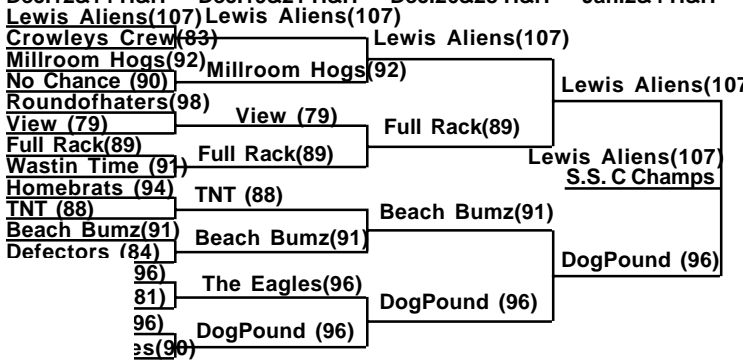 Lewis Aliens(107)
Crowleys Crew(83)
Millroom Hogs(92)
No Chance (90)
Roundofhaters(98)
View (79)
Full Rack(89)
Wastin Time (91)
Homebrats (94)
TNT (88)
Beach Bumz(91)
Defectors (84)
96)
81)
96)
es(90)
Lewis Aliens(107)
Millroom Hogs(92)
View (79)
Full Rack(89)
TNT (88)
Beach Bumz(91)
The Eagles(96)
DogPound (96)
Lewis Aliens(107)
Full Rack(89)
Beach Bumz(91)
DogPound (96)
Lewis Aliens(107
DogPound (96)
Lewis Aliens(107)
S.S. C Champs